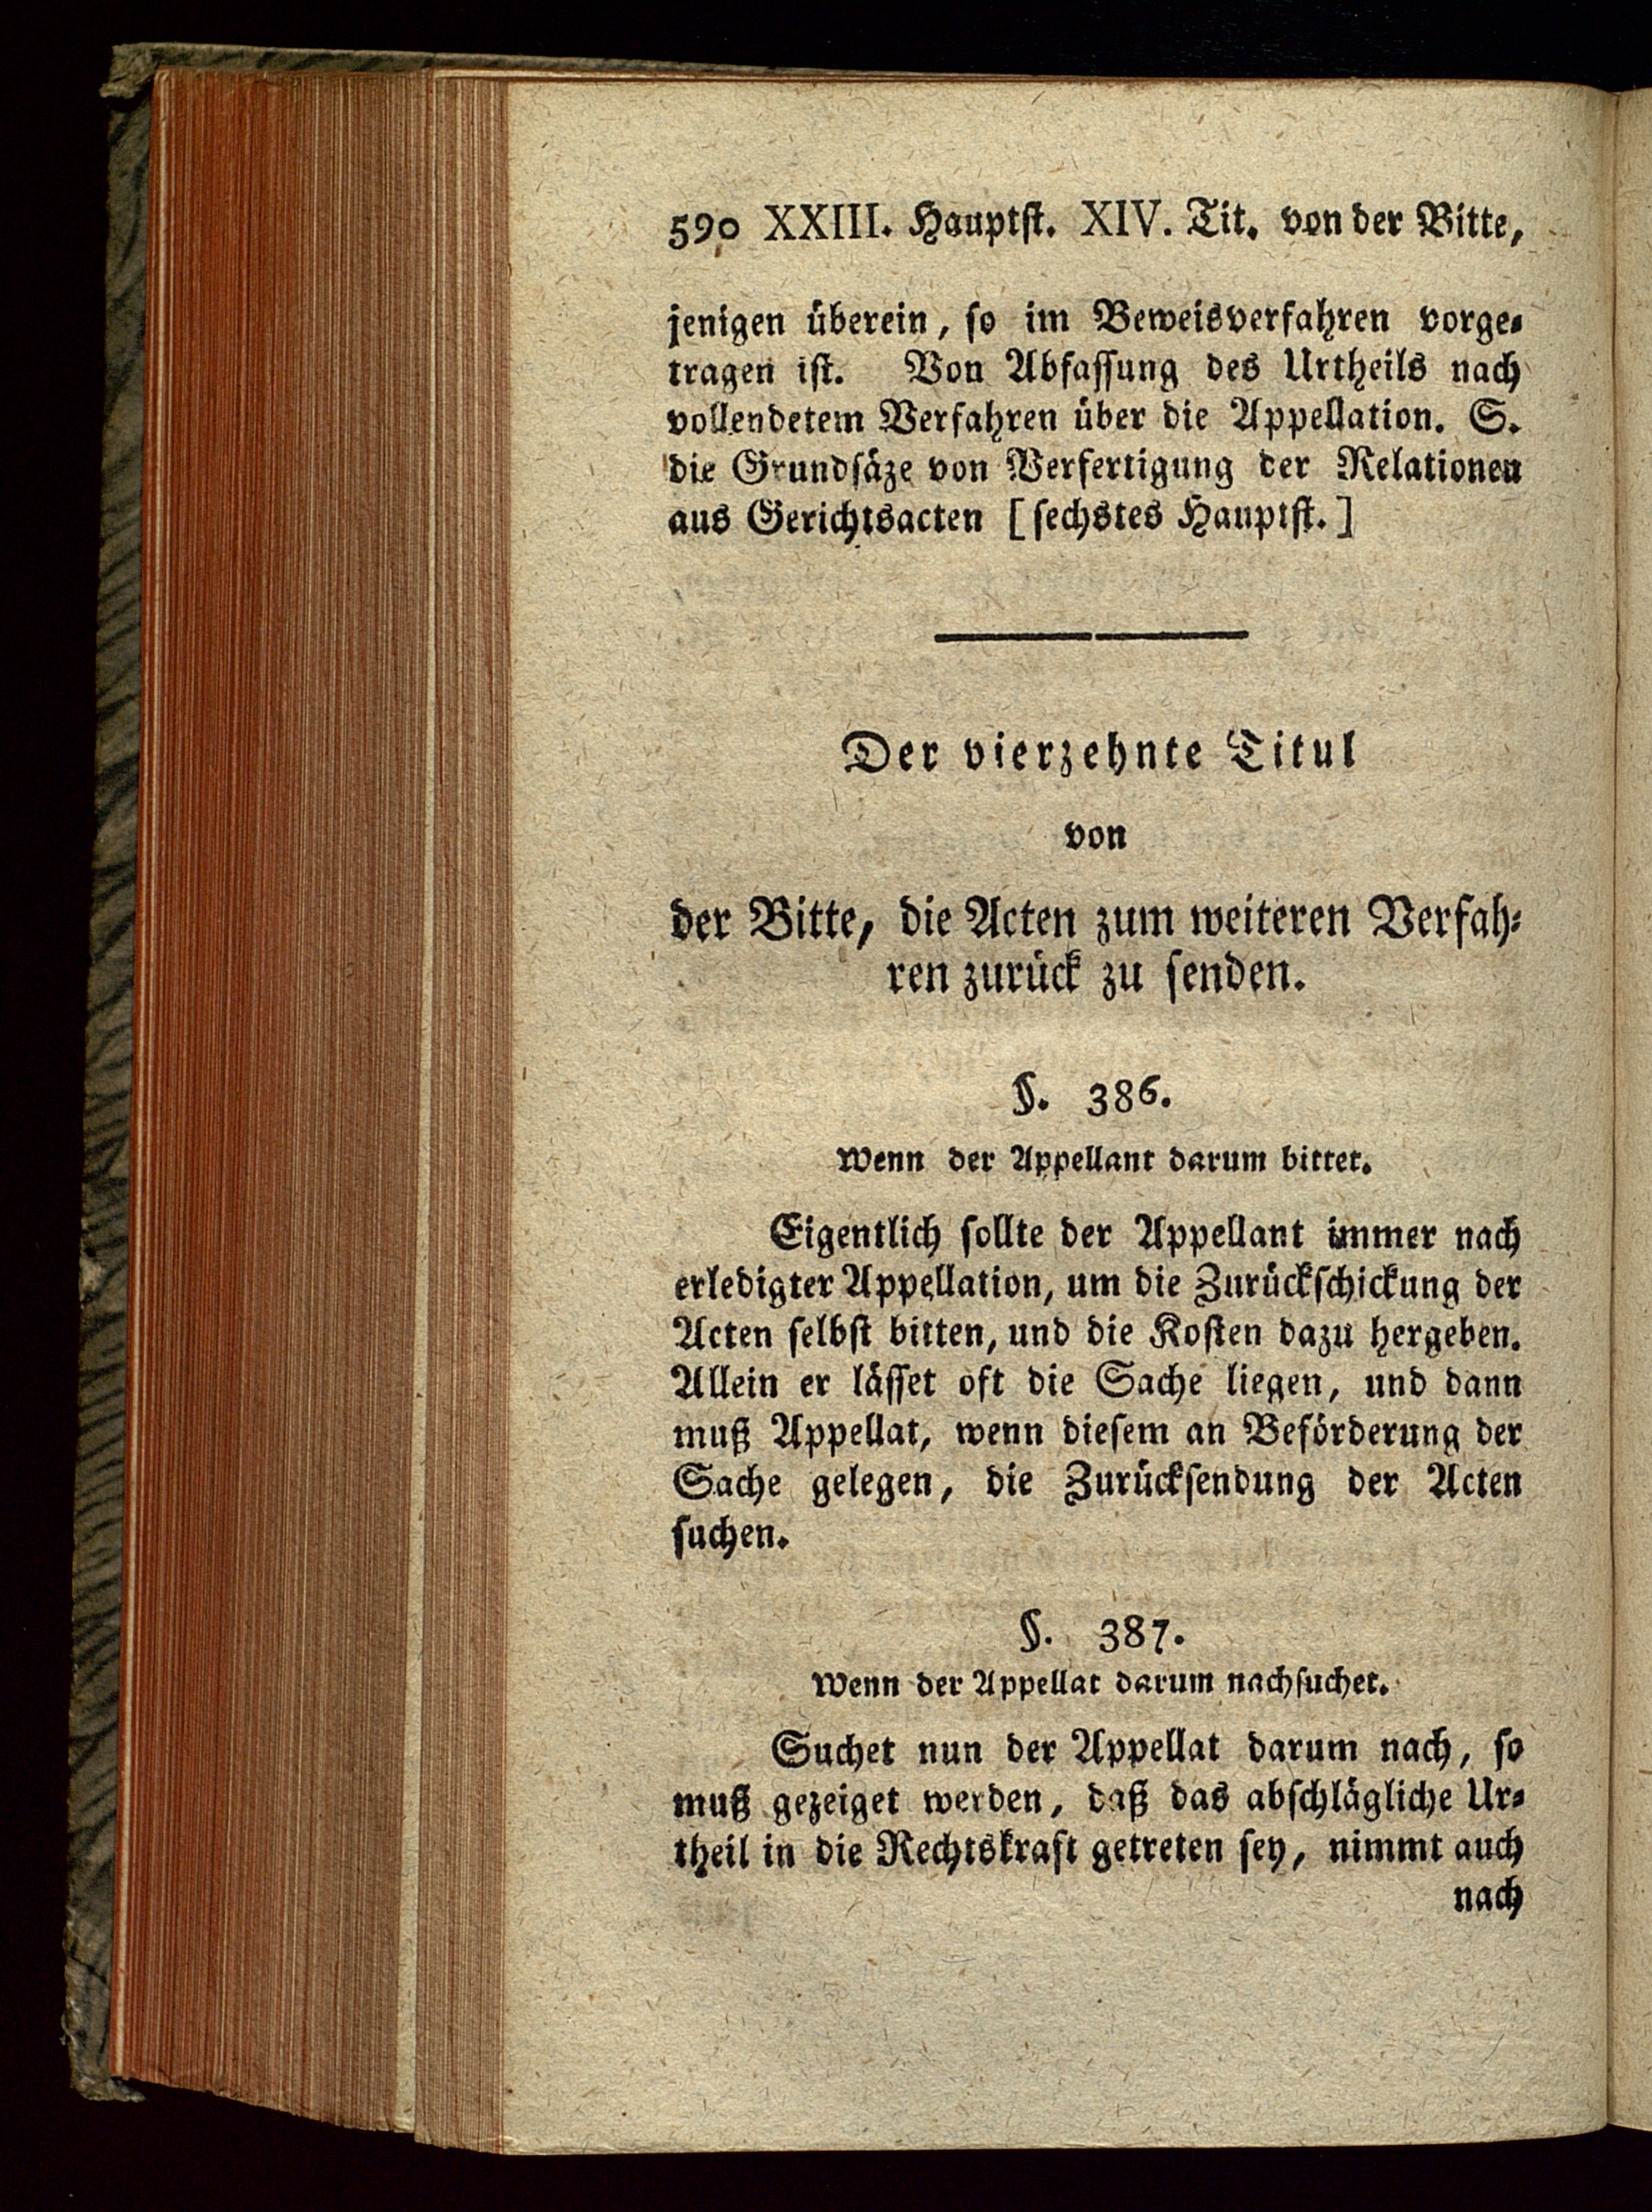 590 XXIII. Hauptst. XIV. Tit. von der Bitte,
jenigen überein, so im Beweisverfahren vorge-
tragen ist. Von Abfassung des Urtheils nach
vollendetem Verfahren über die Appellation. S.
die Grundsäze von Verfertigung der Relationen
aus Gerichtsacten [sechstes Hauptst.]
Der vierzehnte Titul
von
der Bitte, die Acten zum weiteren Verfah-
ren zurück zu senden.
§. 386.
Wenn der Appellant darum bittet.
Eigentlich sollte der Appellant immer nach
erledigter Appellation, um die Zurückschickung der
Acten selbst bitten, und die Kosten dazu hergeben.
Allein er lässet oft die Sache liegen, und dann
muß Appellat, wenn diesem an Beförderung der
Sache gelegen, die Zurücksendung der Acten
suchen.
§. 387.
Wenn der Appellat darum nachsuchet.
Suchet nun der Appellat darum nach, so
muß gezeiget werden, daß das abschlägliche Ur-
theil in die Rechtskraft getreten sey, nimmt auch
nach